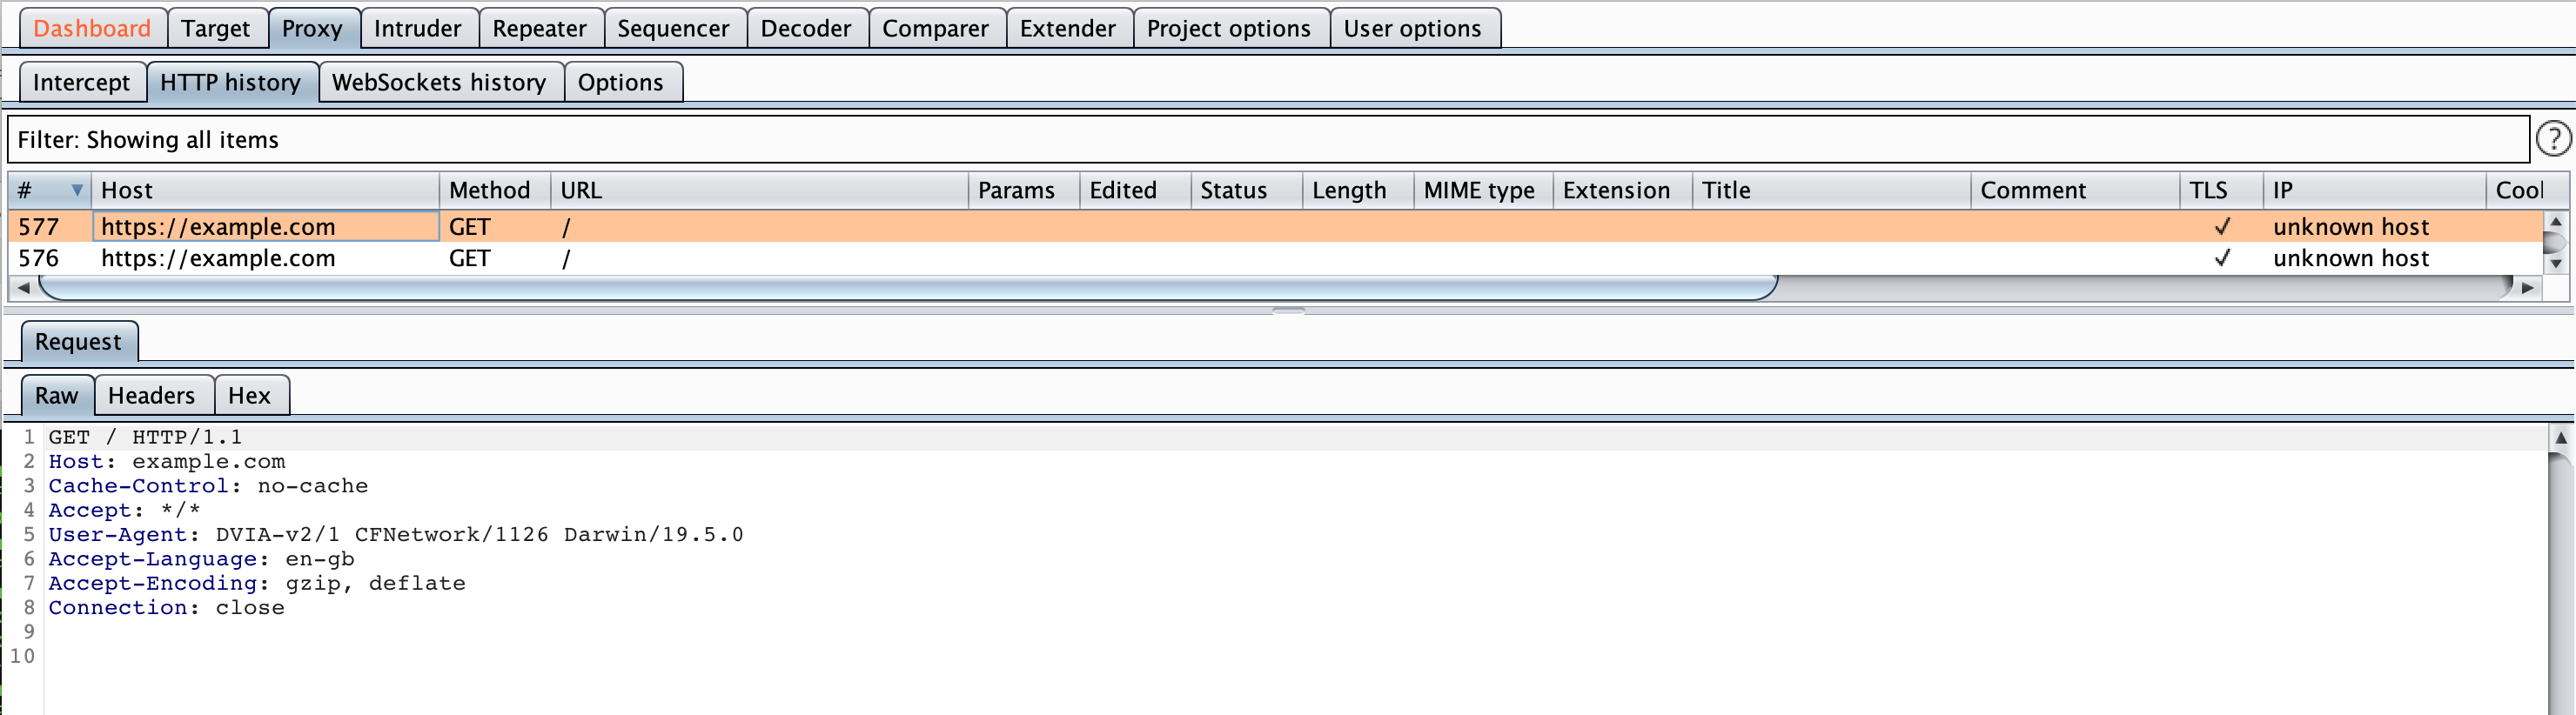 Dashboard Target Proxy Intruder Repeater Sequencer Decoder Comparer Extender Project options User options
Intercept HTTP history WebSockets history Options
Filter: Showing all items ?
# Host Method URL Params Edited Status Length MIME type Extension Title Comment TLS IP Cool
577 https://example.com GET / ✓ unknown host
576 https://example.com GET / ✓ unknown host
Request
Raw Headers Hex
1 GET / HTTP/1.1
2 Host: example.com
3 Cache-Control: no-cache
4 Accept: */*
5 User-Agent: DVIA-v2/1 CFNetwork/1126 Darwin/19.5.0
6 Accept-Language: en-gb
7 Accept-Encoding: gzip, deflate
8 Connection: close
9
10